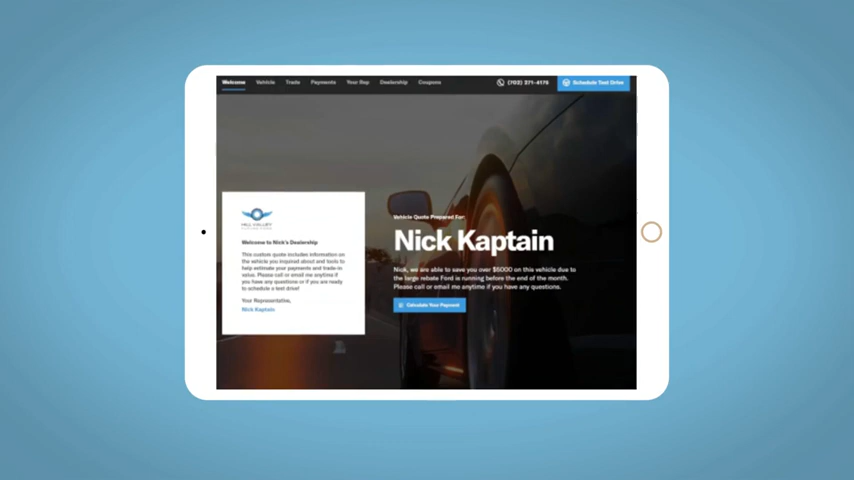 Welcome Vehicle Trade Payments Your Rep Dealership Coupons (702) 271-4175 Schedule Test Drive
HILL VALLEY
Welcome to Nick's Dealership
This custom quote includes information on
the vehicle you inquired about and tools to
help estimate your payments and trade-in
value. Please call or email me anytime if
you have any questions or if you are ready
to schedule a test drive!
Your Representative,
Nick Kaptain
Vehicle Quote Prepared For:
Nick Kaptain
Nick, we are able to save you over $6000 on this vehicle due to
the large rebate Ford is running before the end of the month.
Please call or email me anytime if you have any questions.
Calculate Your Payment